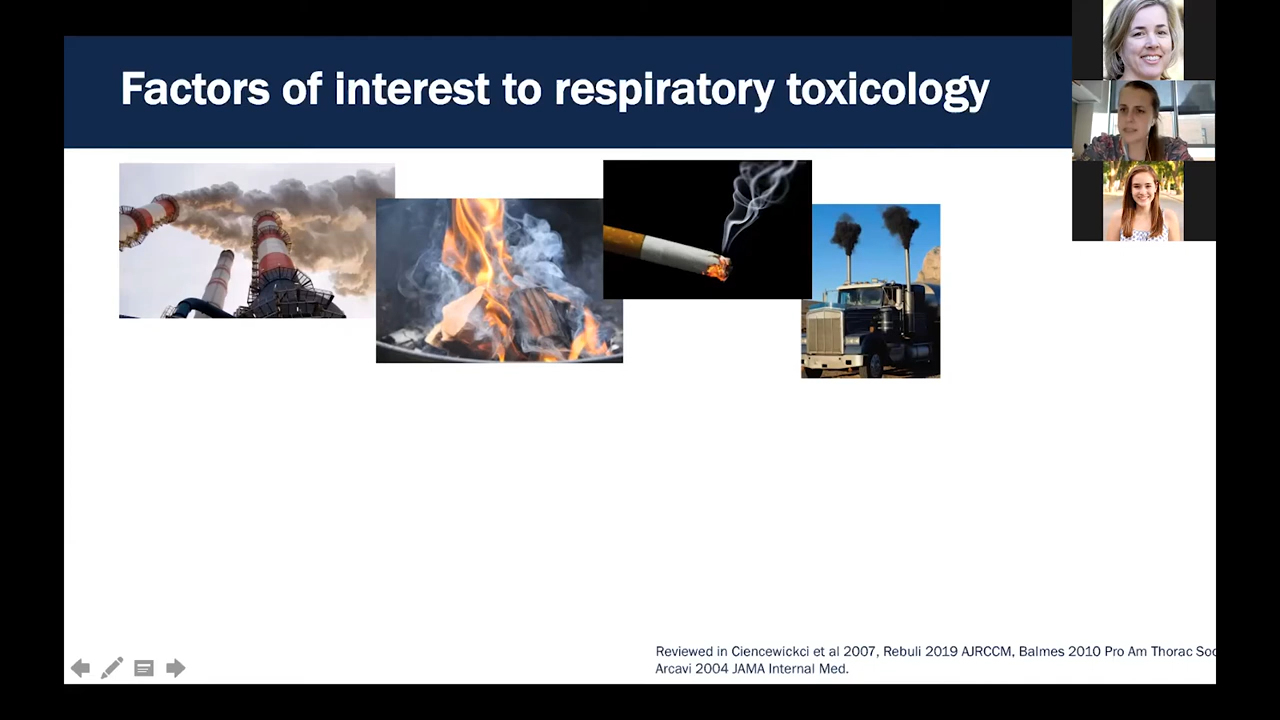 Factors of interest to respiratory toxicology
Reviewed in Ciencewickci et al 2007, Rebuli 2019 AJRCCM, Balmes 2010 Pro Am Thorac Soc
Arcavi 2004 JAMA Internal Med.